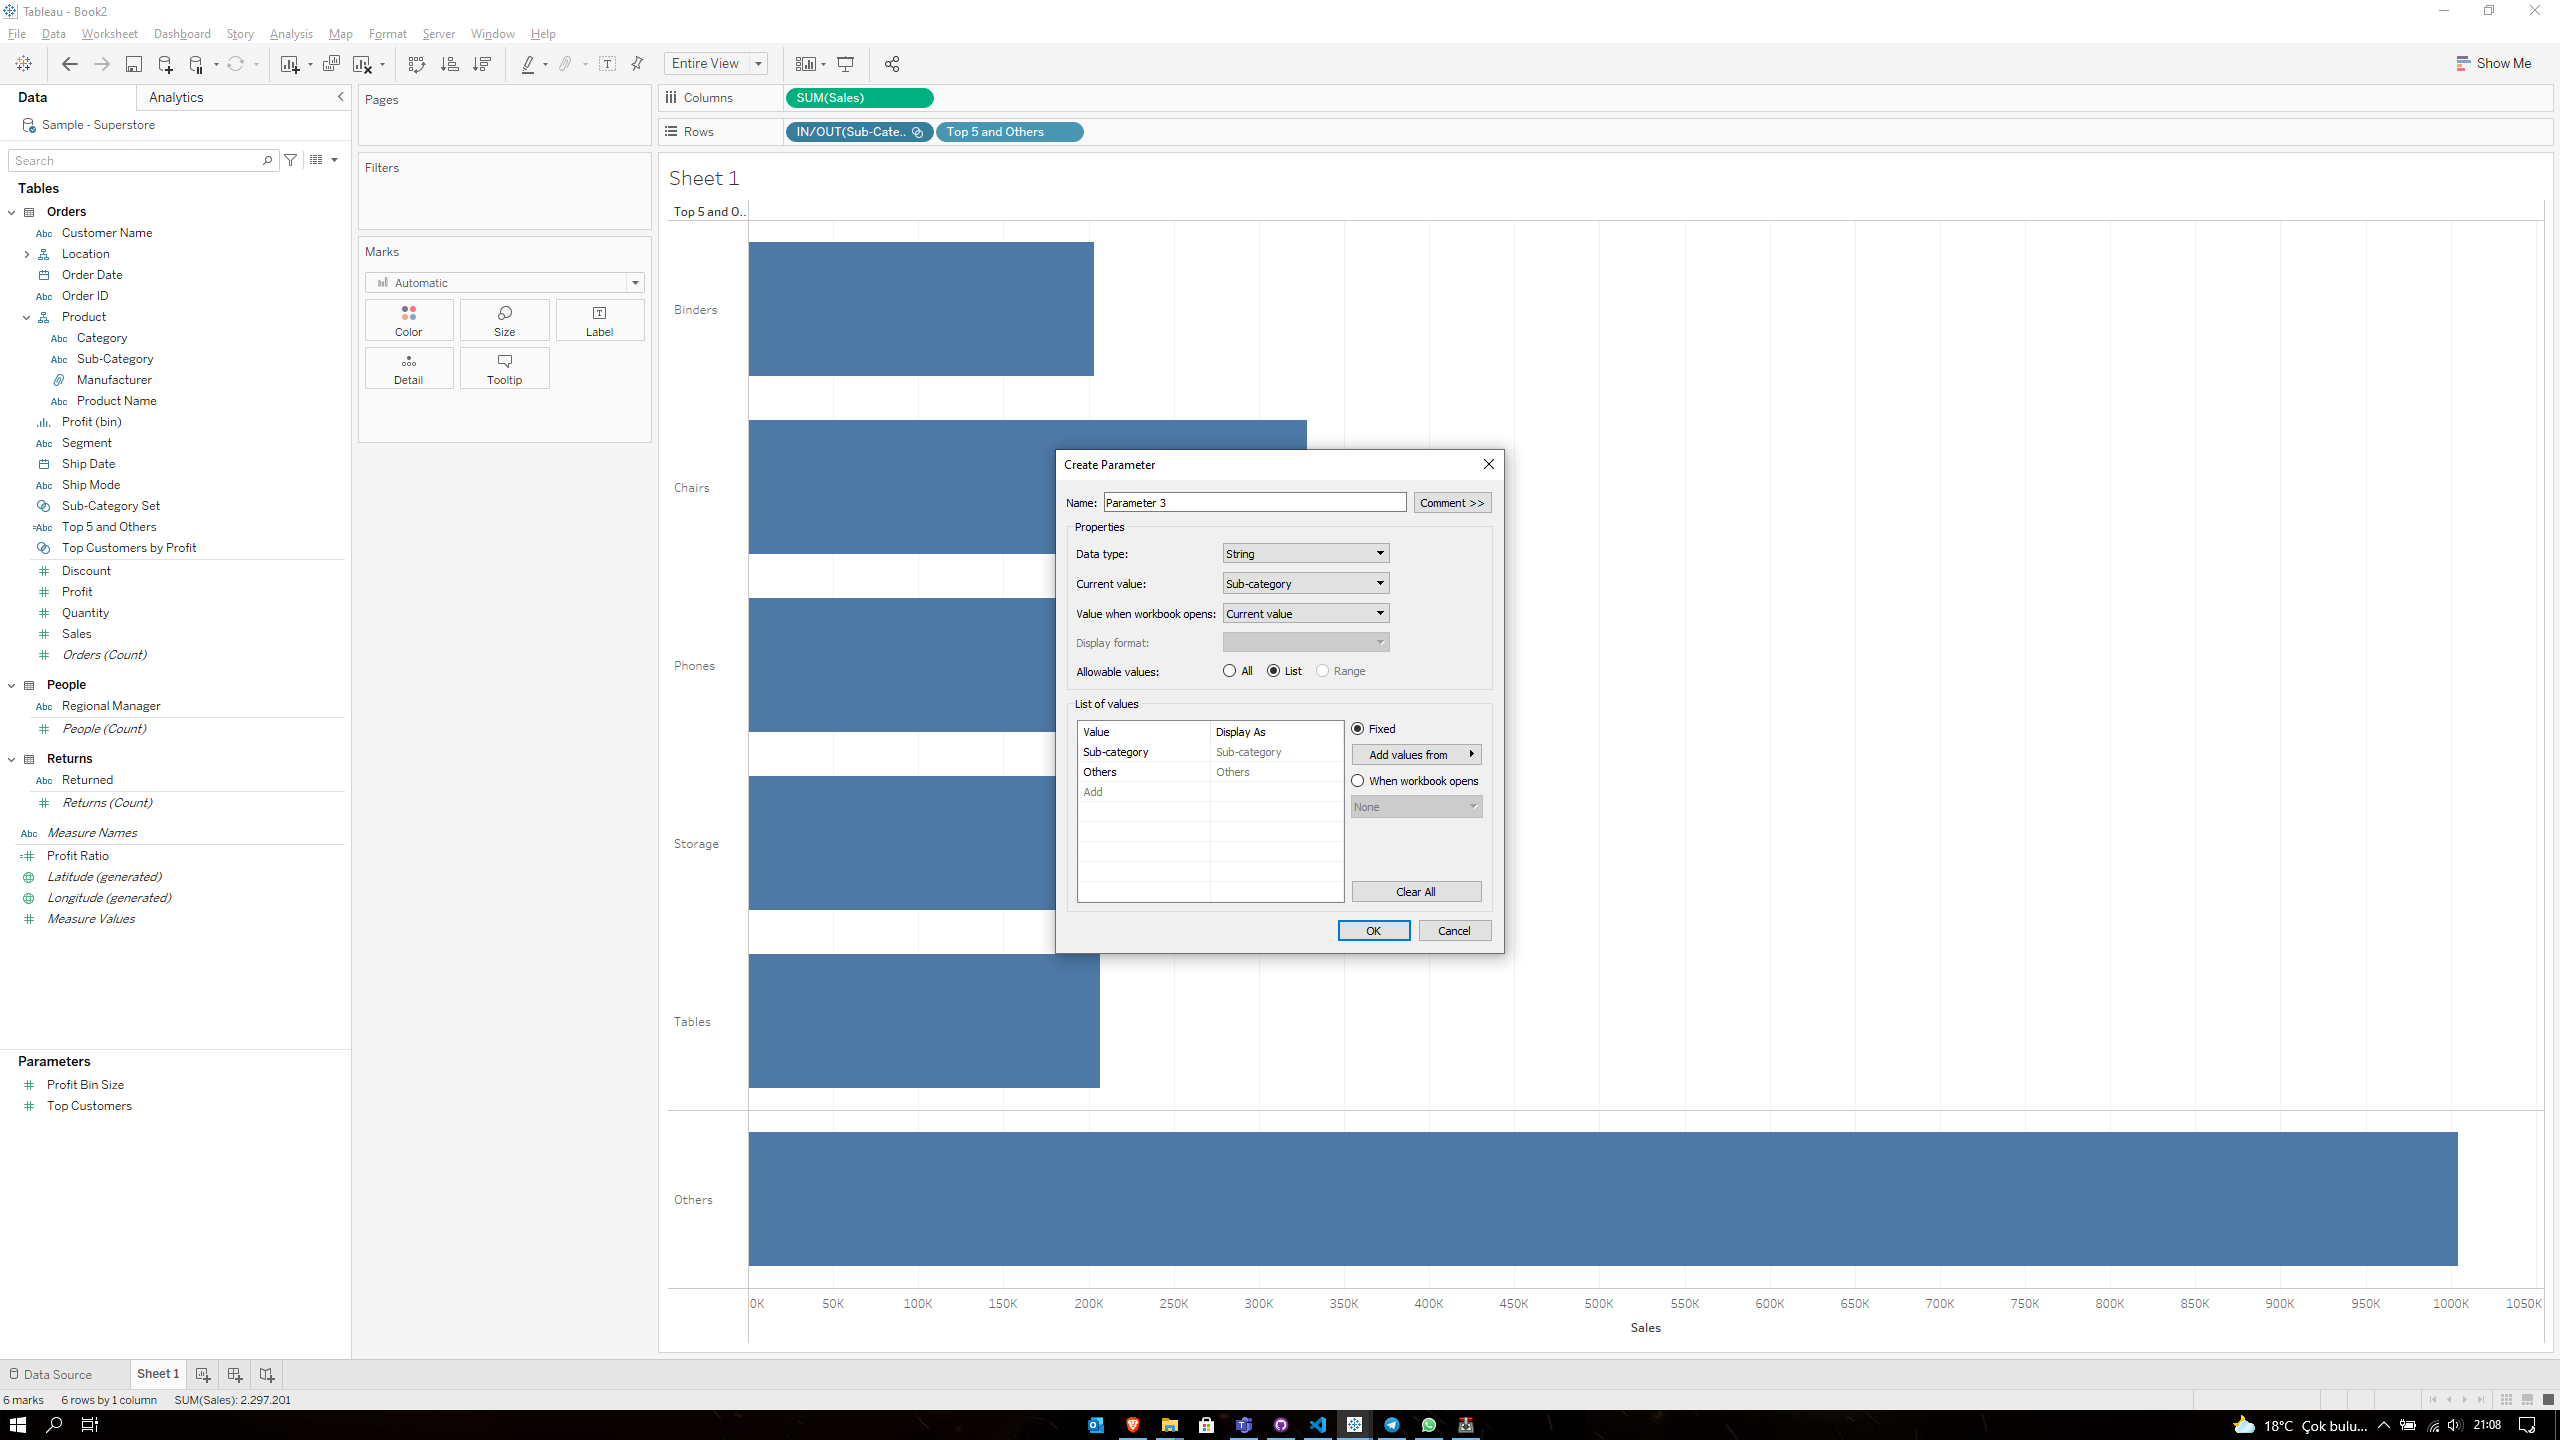 Tableau - Book2
File Data Worksheet Dashboard Story Analysis Map Format Server Window Help
Entire View
Show Me
Data Analytics
Sample - Superstore
Search
Tables
Orders
Customer Name
Location
Order Date
Order ID
Product
Category
Sub-Category
Manufacturer
Product Name
Profit (bin)
Segment
Ship Date
Ship Mode
Sub-Category Set
Top 5 and Others
Top Customers by Profit
Discount
Profit
Quantity
Sales
Orders (Count)
People
Regional Manager
People (Count)
Returns
Returned
Returns (Count)
Measure Names
Profit Ratio
Latitude (generated)
Longitude (generated)
Measure Values
Parameters
Profit Bin Size
Top Customers
Pages
Filters
Marks
Automatic
Color Size Label
Detail Tooltip
Columns SUM(Sales)
Rows IN/OUT(Sub-Cate.. Top 5 and Others
Sheet 1
Top 5 and O..
Binders
Chairs
Phones
Storage
Tables
Others
0K 50K 100K 150K 200K 250K 300K 350K 400K 450K 500K 550K 600K 650K 700K 750K 800K 850K 900K 950K 1000K 1050K
Sales
Create Parameter
Name: Parameter 3 Comment >>
Properties
Data type: String
Current value: Sub-category
Value when workbook opens: Current value
Display format:
Allowable values: All List Range
List of values
Value Display As
Sub-category Sub-category
Others Others
Add
Fixed
Add values from
When workbook opens
None
Clear All
OK Cancel
Data Source Sheet 1
6 marks 6 rows by 1 column SUM(Sales): 2.297.201
18°C Çok bulu... 21:08